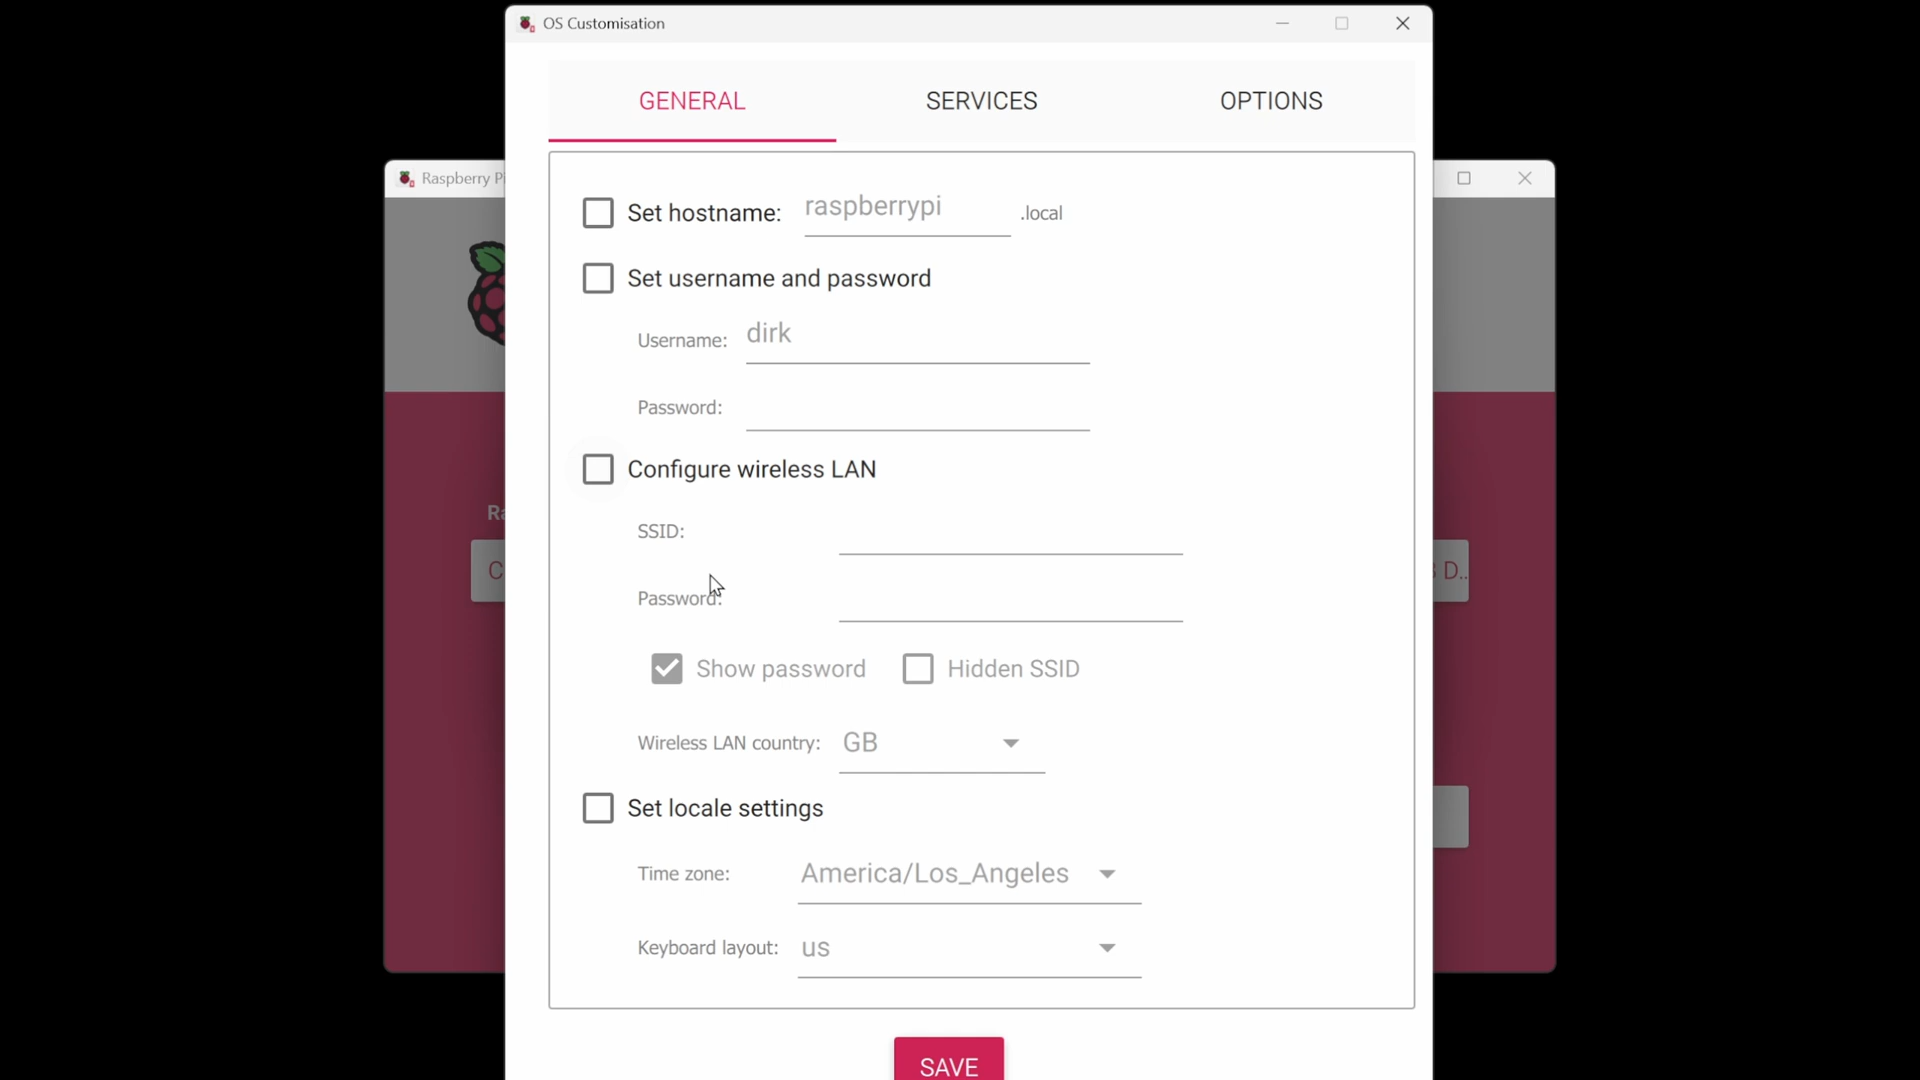 OS Customisation
GENERAL SERVICES OPTIONS
Raspberry Pi
Set hostname: raspberrypi .local
Set username and password
Username: dirk
Password:
Configure wireless LAN
SSID:
Password:
Show password Hidden SSID
Wireless LAN country: GB
Set locale settings
Time zone: America/Los_Angeles
Keyboard layout: us
SAVE